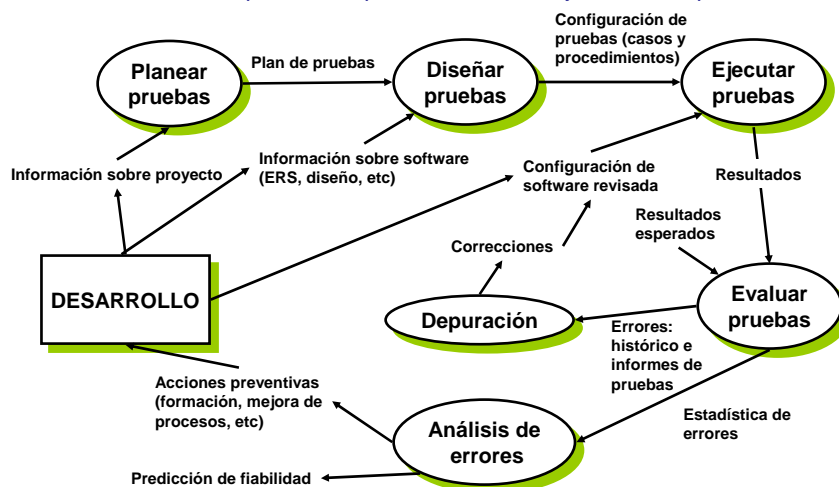 Configuración de
pruebas (casos y
procedimientos)
Planear
pruebas
Plan de pruebas
Diseñar
pruebas
Ejecutar
pruebas
Información sobre proyecto
Información sobre software
(ERS, diseño, etc)
Configuración de
software revisada
Resultados
Resultados
esperados
Correcciones
DESARROLLO
Depuración
Evaluar
pruebas
Errores:
histórico e
informes de
pruebas
Acciones preventivas
(formación, mejora de
procesos, etc)
Análisis de
errores
Estadística de
errores
Predicción de fiabilidad